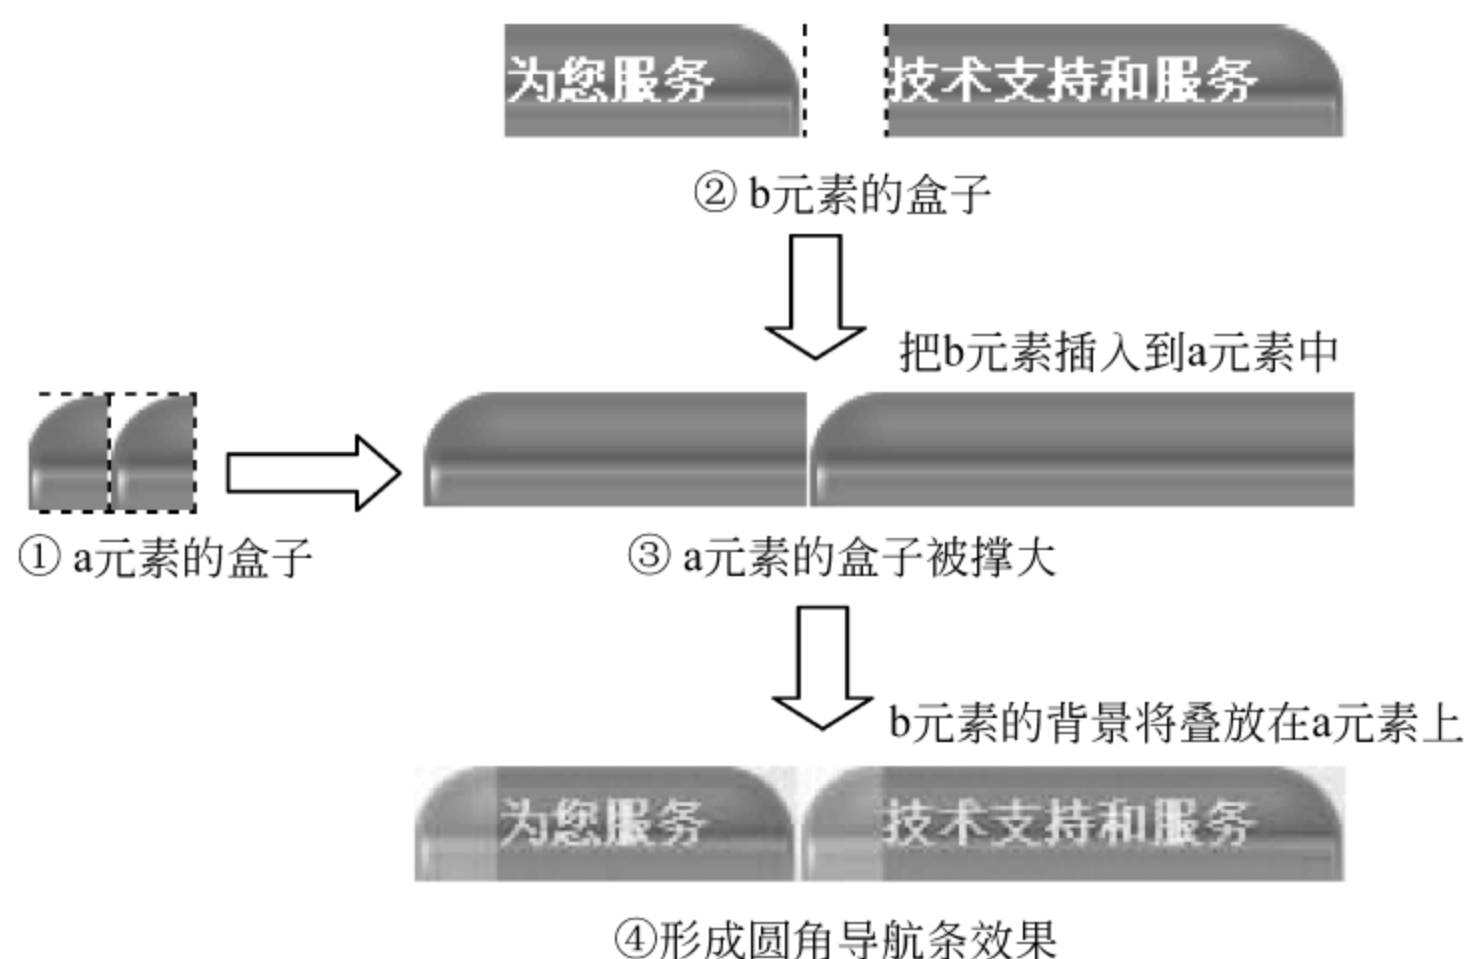 为您服务 技术支持和服务
② b元素的盒子
把b元素插入到a元素中
① a元素的盒子
③ a元素的盒子被撑大
b元素的背景将叠放在a元素上
为您服务 技术支持和服务
④形成圆角导航条效果